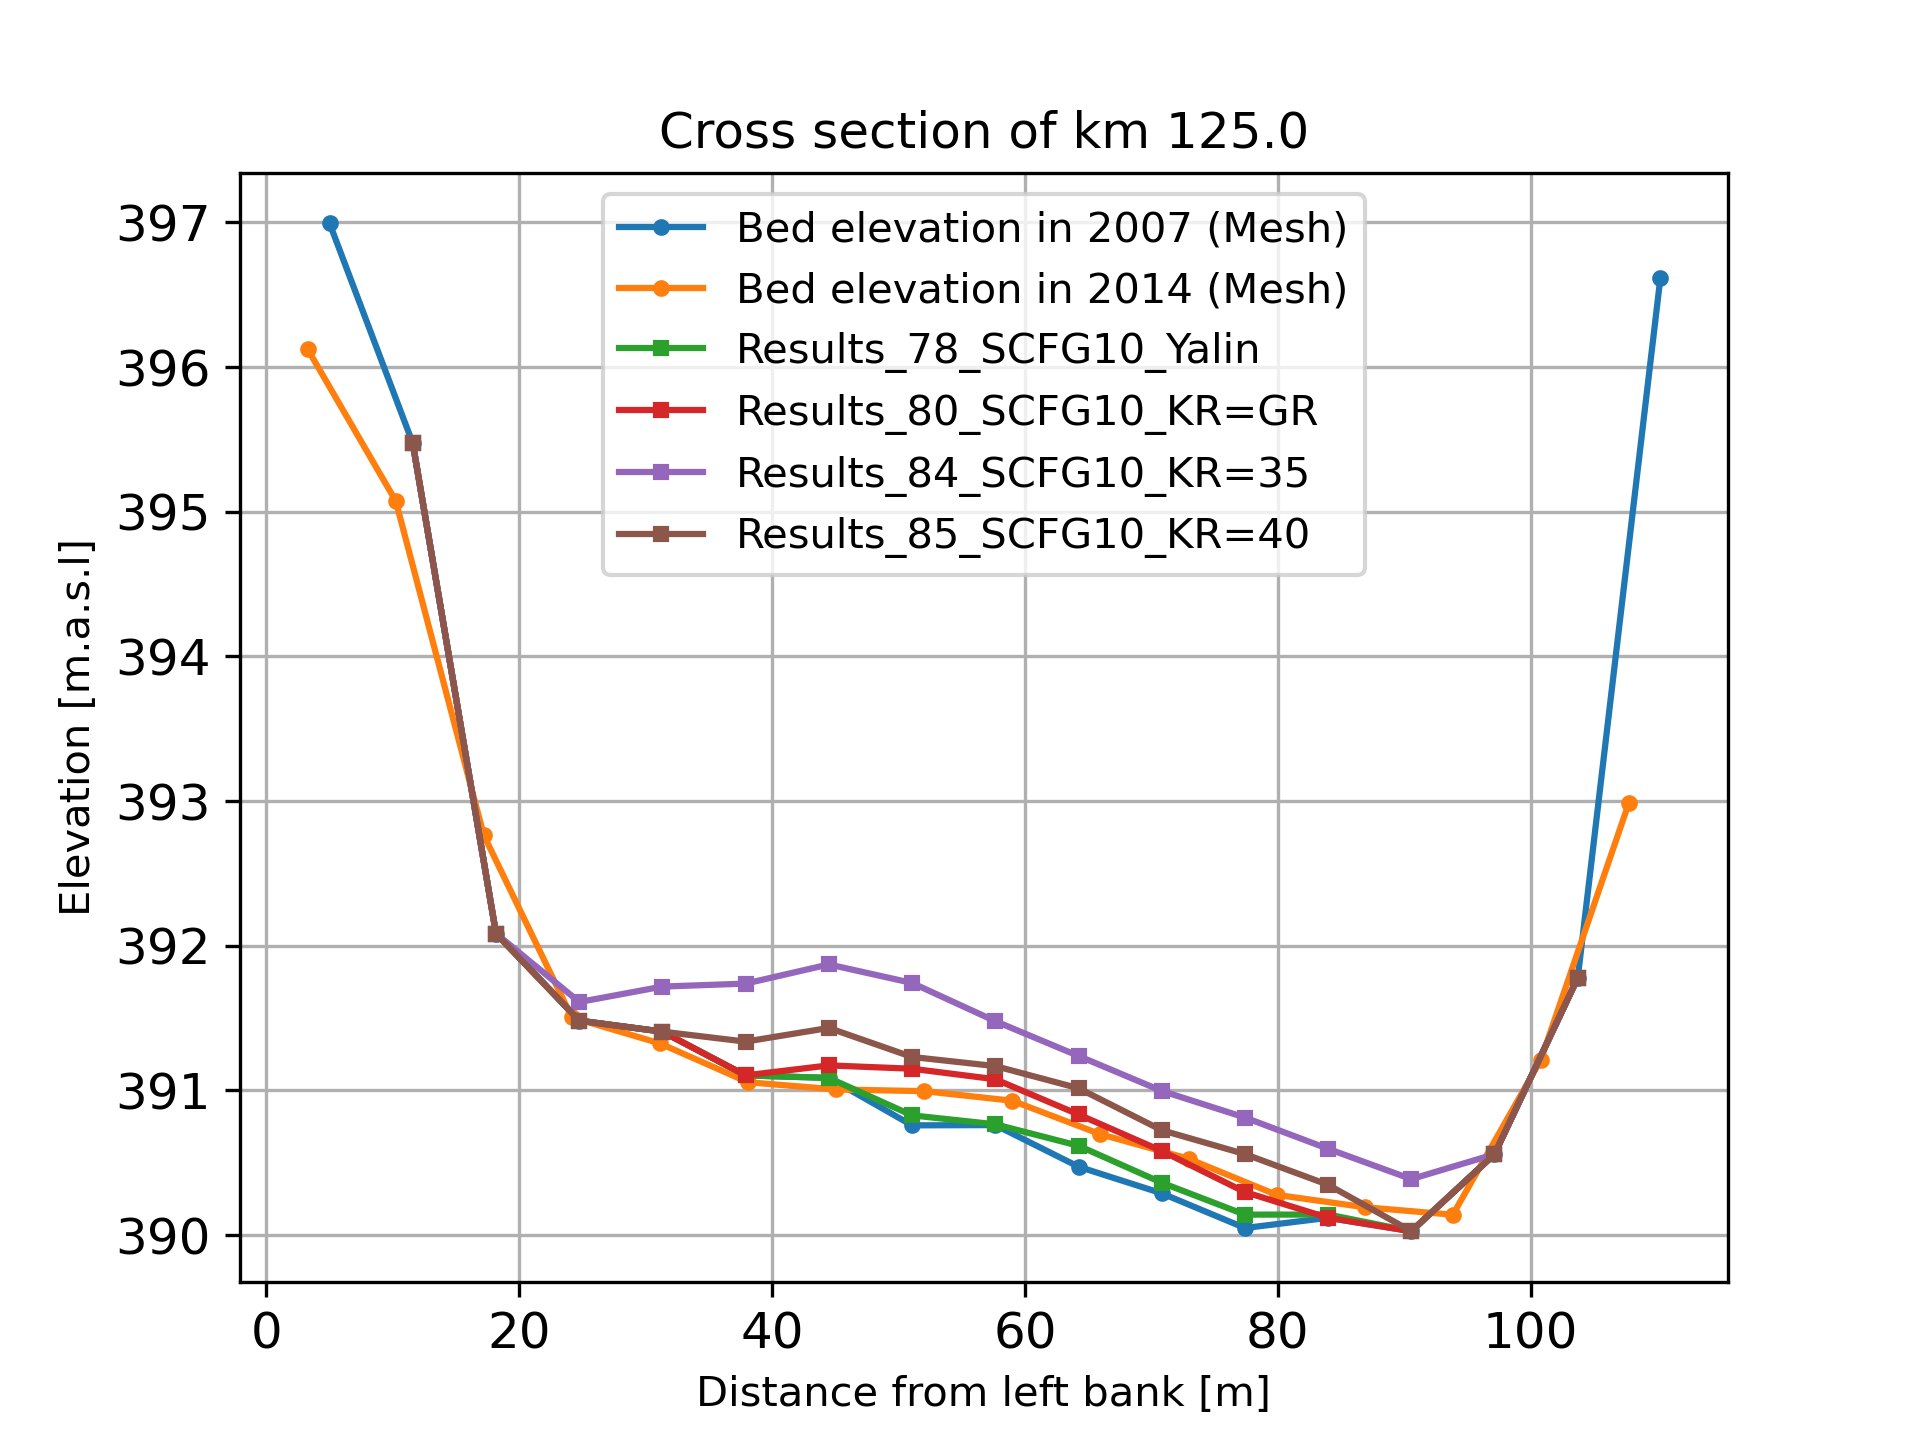 Cross section of km 125.0
Bed elevation in 2007 (Mesh)
Bed elevation in 2014 (Mesh)
Results_78_SCFG10_Yalin
Results_80_SCFG10_KR=GR
Results_84_SCFG10_KR=35
Results_85_SCFG10_KR=40
397
396
395
394
393
392
391
390
Elevation [m.a.s.l]
0 20 40 60 80 100
Distance from left bank [m]